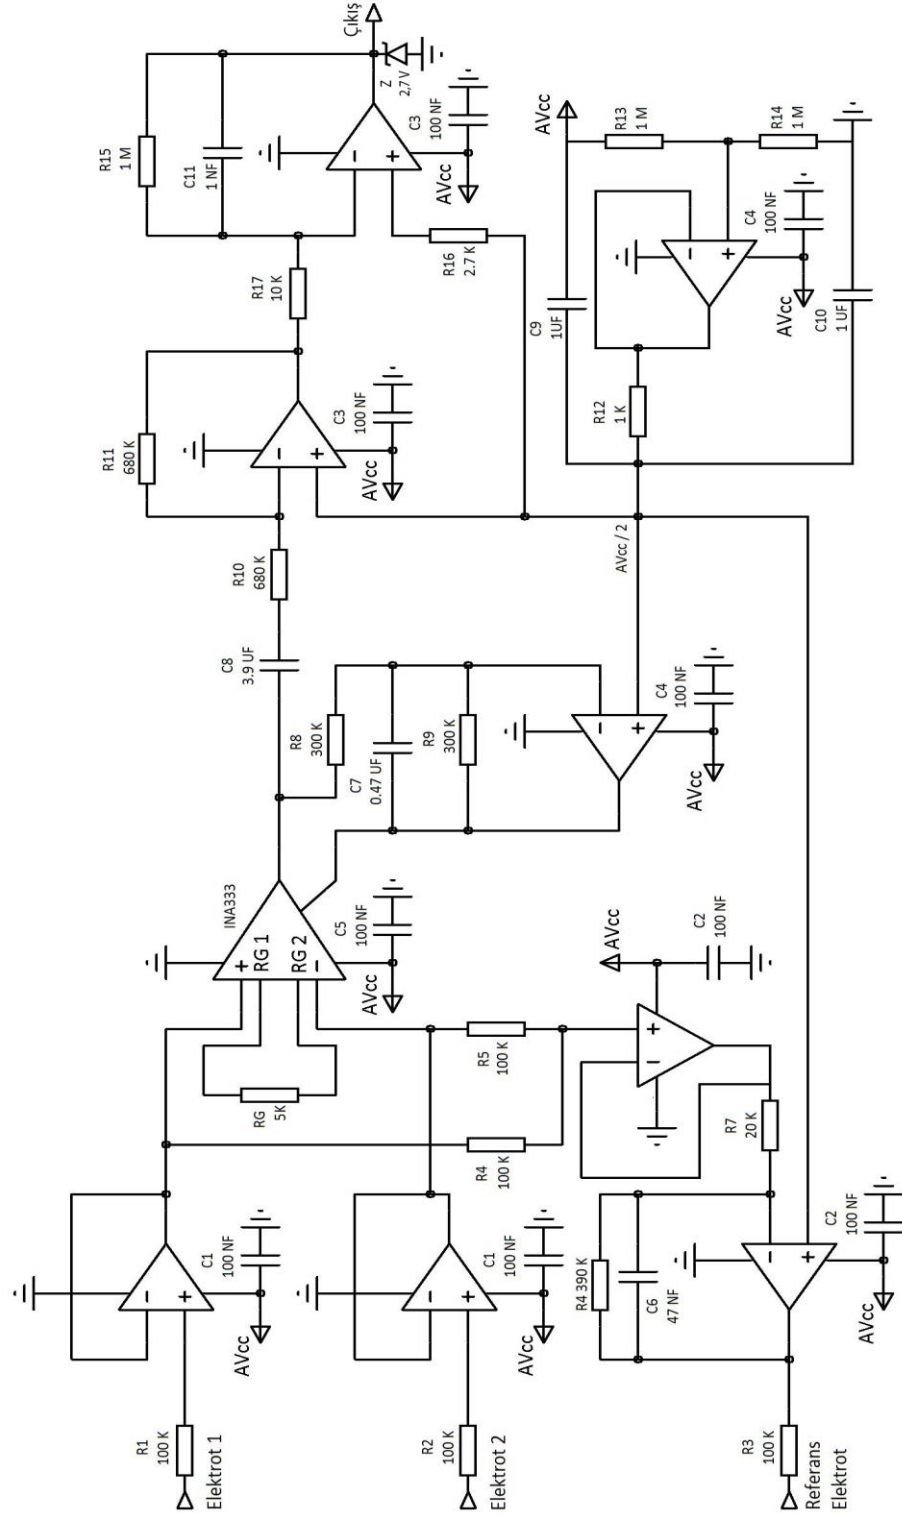 R1
100 K
Elektrot 1
AVcc
C1
100 NF
R2
100 K
Elektrot 2
AVcc
C1
100 NF
R3
100 K
Referans
Elektrot
R4 390 K
C6
47 NF
AVcc
C2
100 NF
R7
20 K
R4
100 K
R5
100 K
AVcc
C2
100 NF
RG
5K
+
RG 1
RG 2
−
INA333
AVcc
C5
100 NF
R8
300 K
C7
0.47 UF
R9
300 K
AVcc
C4
100 NF
C8
3.9 UF
R10
680 K
R11
680 K
AVcc
C3
100 NF
AVcc / 2
R12
1 K
C9
1UF
C10
1 UF
AVcc
C4
100 NF
R13
1 M
R14
1 M
AVcc
R17
10 K
R16
2.7 K
R15
1 M
C11
1 NF
AVcc
C3
100 NF
Z
2,7 V
Çıkış